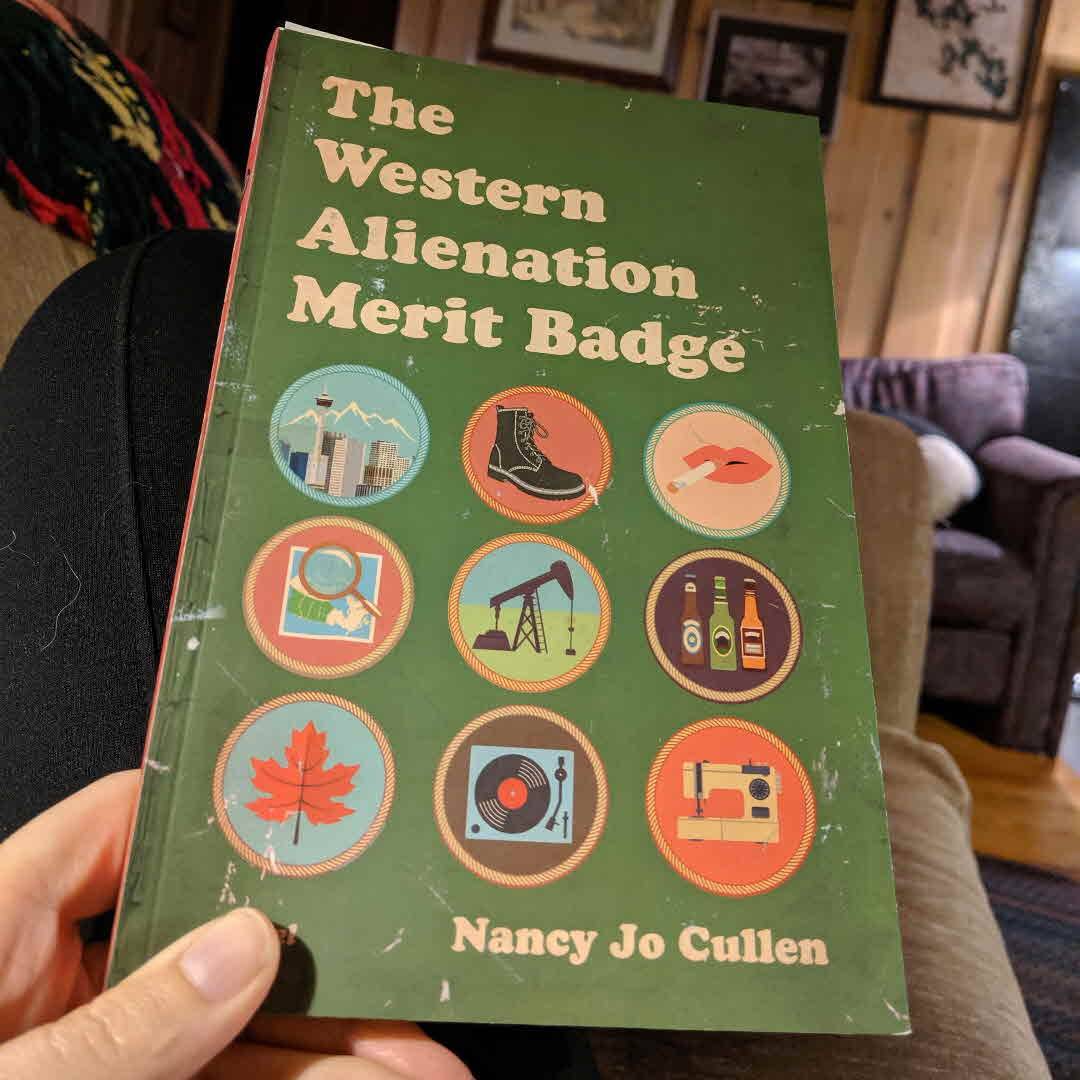 The
Western
Alienation
Merit Badge
Nancy Jo Cullen